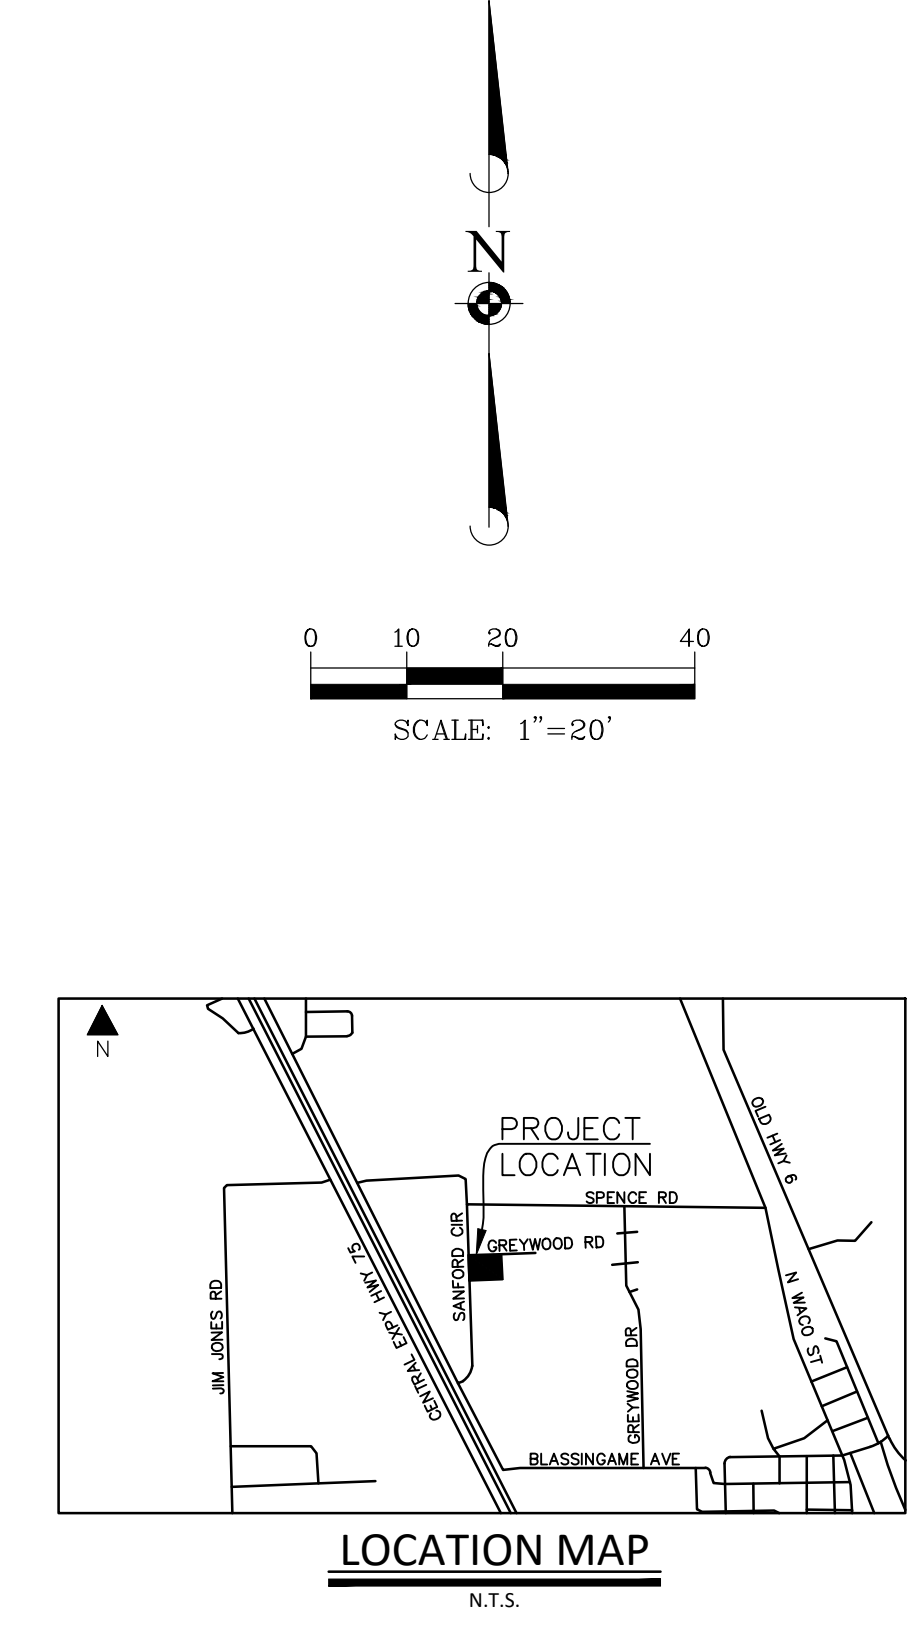 N
0 10 20 40
SCALE: 1"=20'
N
PROJECT
LOCATION
OLD HWY 6
SPENCE RD
SANFORD CIR
GREYWOOD RD
CENTRAL EXPY HWY 75
JIM JONES RD
N WACO ST
GREYWOOD DR
BLASSINGAME AVE
LOCATION MAP
N.T.S.